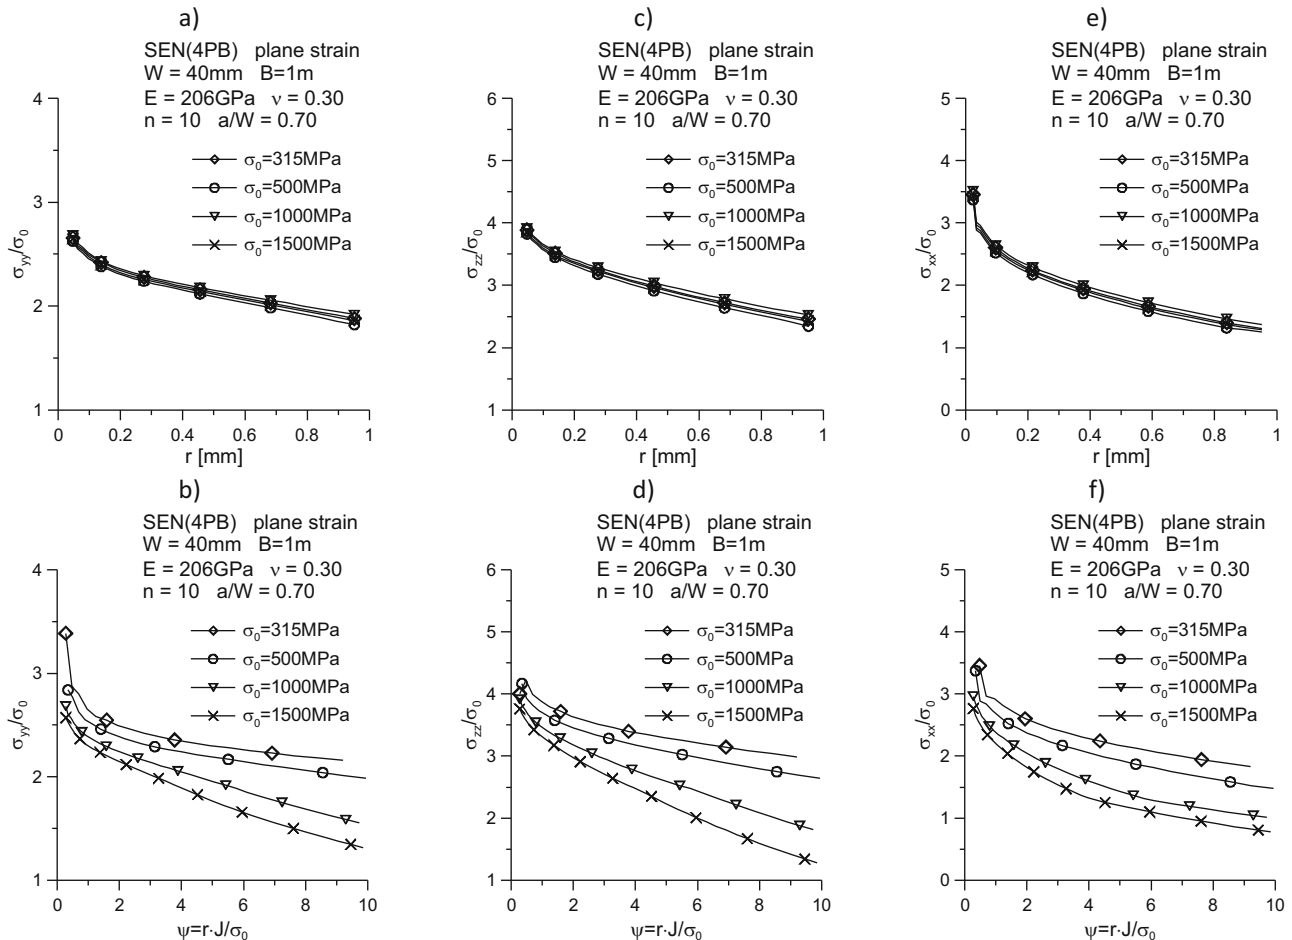 a)
SEN(4PB) plane strain
W = 40mm B=1m
E = 206GPa ν = 0.30
n = 10 a/W = 0.70
σ0=315MPa
σ0=500MPa
σ0=1000MPa
σ0=1500MPa
σyy/σ0
4
3
2
1
0 0.2 0.4 0.6 0.8 1
r [mm]
c)
SEN(4PB) plane strain
W = 40mm B=1m
E = 206GPa ν = 0.30
n = 10 a/W = 0.70
σ0=315MPa
σ0=500MPa
σ0=1000MPa
σ0=1500MPa
σzz/σ0
6
5
4
3
2
1
0 0.2 0.4 0.6 0.8 1
r [mm]
e)
SEN(4PB) plane strain
W = 40mm B=1m
E = 206GPa ν = 0.30
n = 10 a/W = 0.70
σ0=315MPa
σ0=500MPa
σ0=1000MPa
σ0=1500MPa
σxx/σ0
5
4
3
2
1
0
0 0.2 0.4 0.6 0.8 1
r [mm]
b)
SEN(4PB) plane strain
W = 40mm B=1m
E = 206GPa ν = 0.30
n = 10 a/W = 0.70
σ0=315MPa
σ0=500MPa
σ0=1000MPa
σ0=1500MPa
σyy/σ0
4
3
2
1
0 2 4 6 8 10
ψ=r·J/σ0
d)
SEN(4PB) plane strain
W = 40mm B=1m
E = 206GPa ν = 0.30
n = 10 a/W = 0.70
σ0=315MPa
σ0=500MPa
σ0=1000MPa
σ0=1500MPa
σzz/σ0
6
5
4
3
2
1
0 2 4 6 8 10
ψ=r·J/σ0
f)
SEN(4PB) plane strain
W = 40mm B=1m
E = 206GPa ν = 0.30
n = 10 a/W = 0.70
σ0=315MPa
σ0=500MPa
σ0=1000MPa
σ0=1500MPa
σxx/σ0
5
4
3
2
1
0
0 2 4 6 8 10
ψ=r·J/σ0